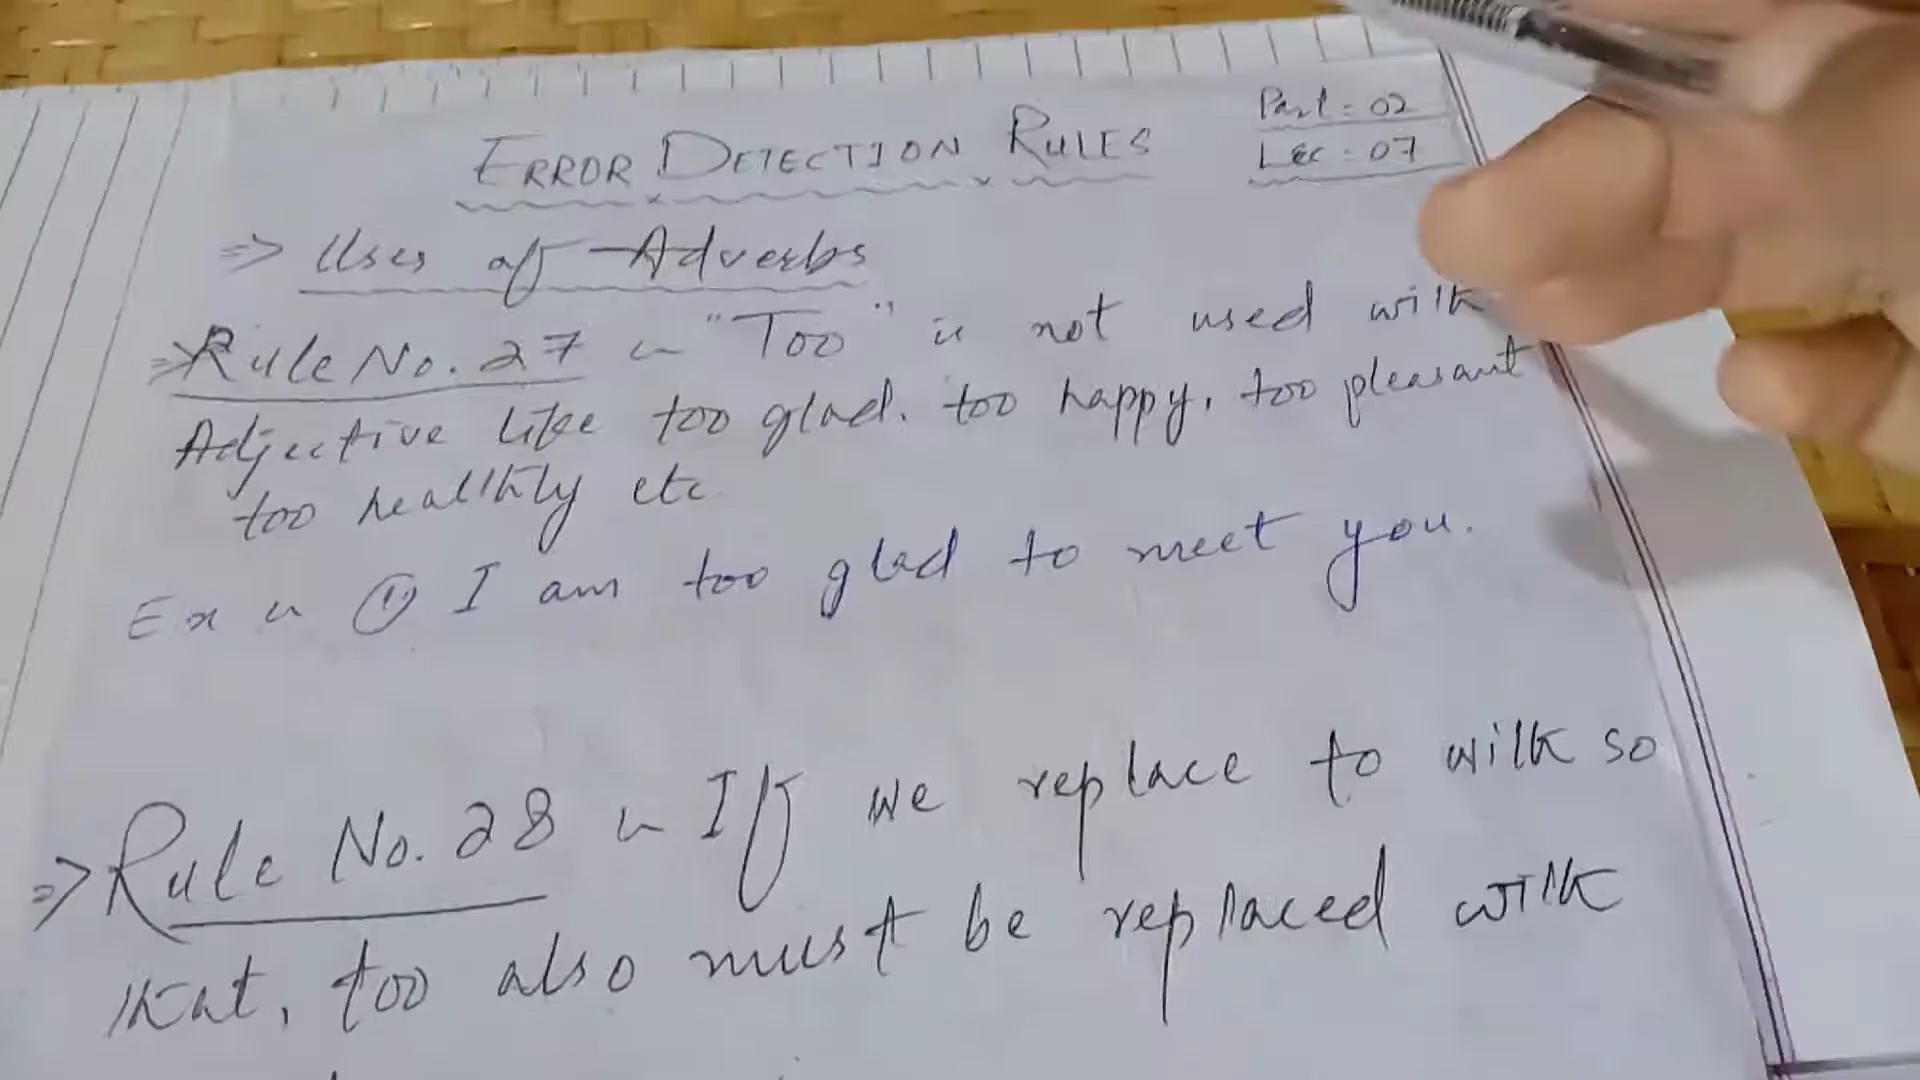 ERROR DETECTION RULES
Part = 02
Lec : 07
=> Uses of Adverbs
=> Rule No. 27 ~ "Too" is not used with
Adjective like too glad. too happy, too pleasant
too healthily etc
Ex ~ ① I am too glad to meet you.
=> Rule No. 28 ~ If we replace to with so
that, too also must be replaced with